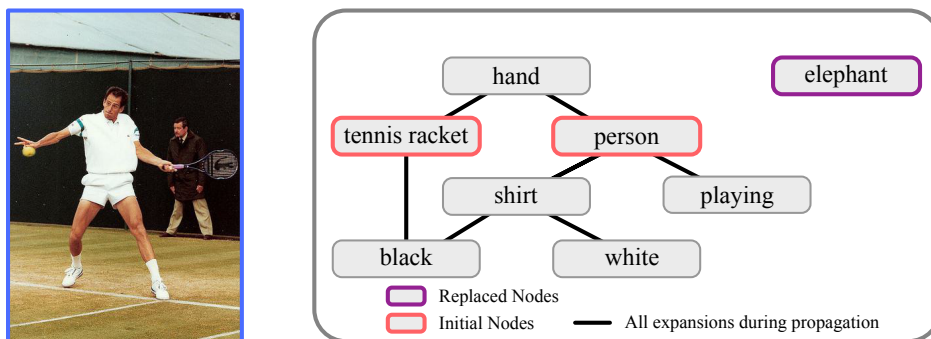 hand
elephant
tennis racket
person
shirt
playing
black
white
Replaced Nodes
Initial Nodes
All expansions during propagation